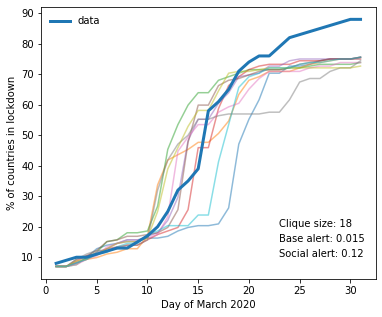 90
80
70
60
50
40
30
20
10
% of countries in lockdown
data
Clique size: 18
Base alert: 0.015
Social alert: 0.12
0 5 10 15 20 25 30
Day of March 2020